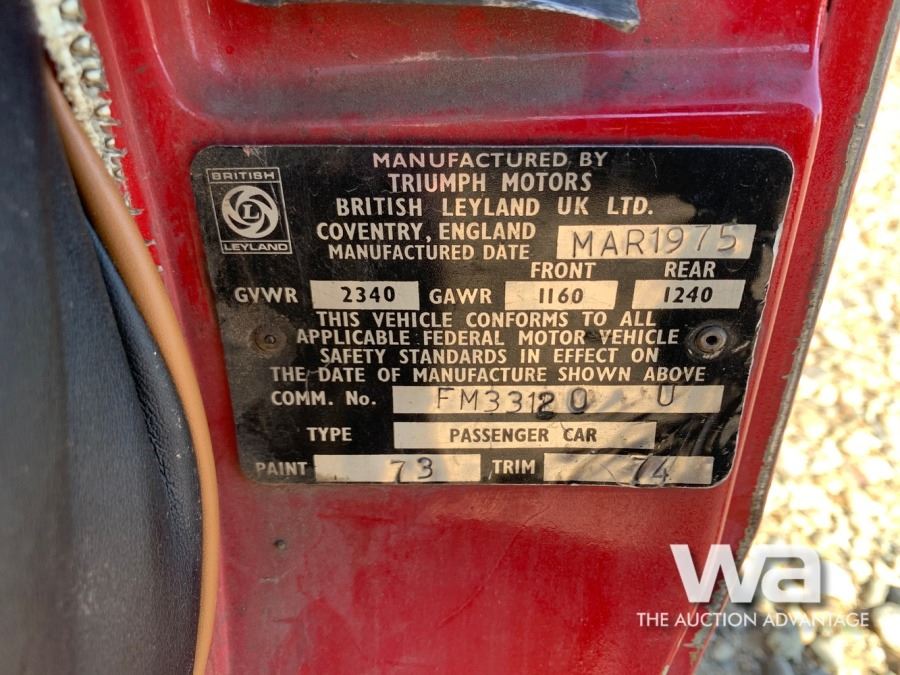 BRITISH
L
LEYLAND
MANUFACTURED BY
TRIUMPH MOTORS
BRITISH LEYLAND UK LTD.
COVENTRY, ENGLAND
MANUFACTURED DATE MAR1975
FRONT REAR
GVWR 2340 GAWR 1160 1240
THIS VEHICLE CONFORMS TO ALL
APPLICABLE FEDERAL MOTOR VEHICLE
SAFETY STANDARDS IN EFFECT ON
THE DATE OF MANUFACTURE SHOWN ABOVE
COMM. No. FM33120 U
TYPE PASSENGER CAR
PAINT 73 TRIM 74
wa
THE AUCTION ADVANTAGE